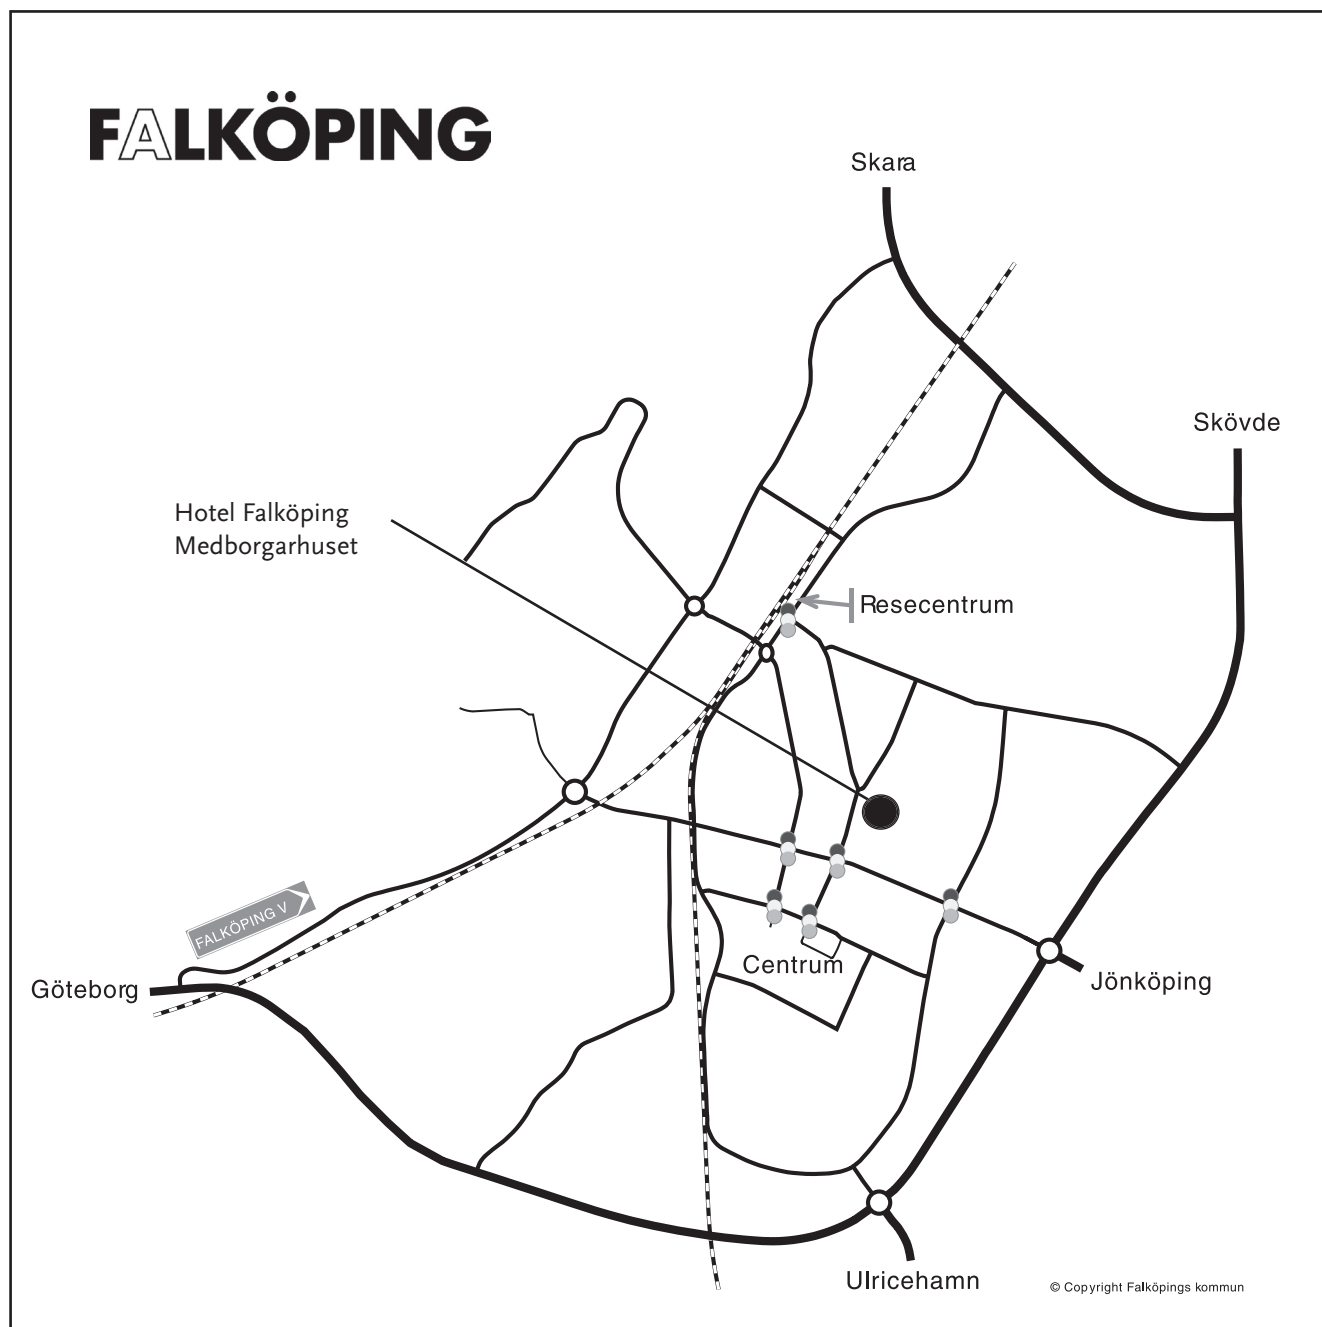 FALKÖPING
Skara
Skövde
Hotel Falköping
Medborgarhuset
Resecentrum
FALKÖPING V
Centrum
Göteborg
Jönköping
Ulricehamn
© Copyright Falköpings kommun